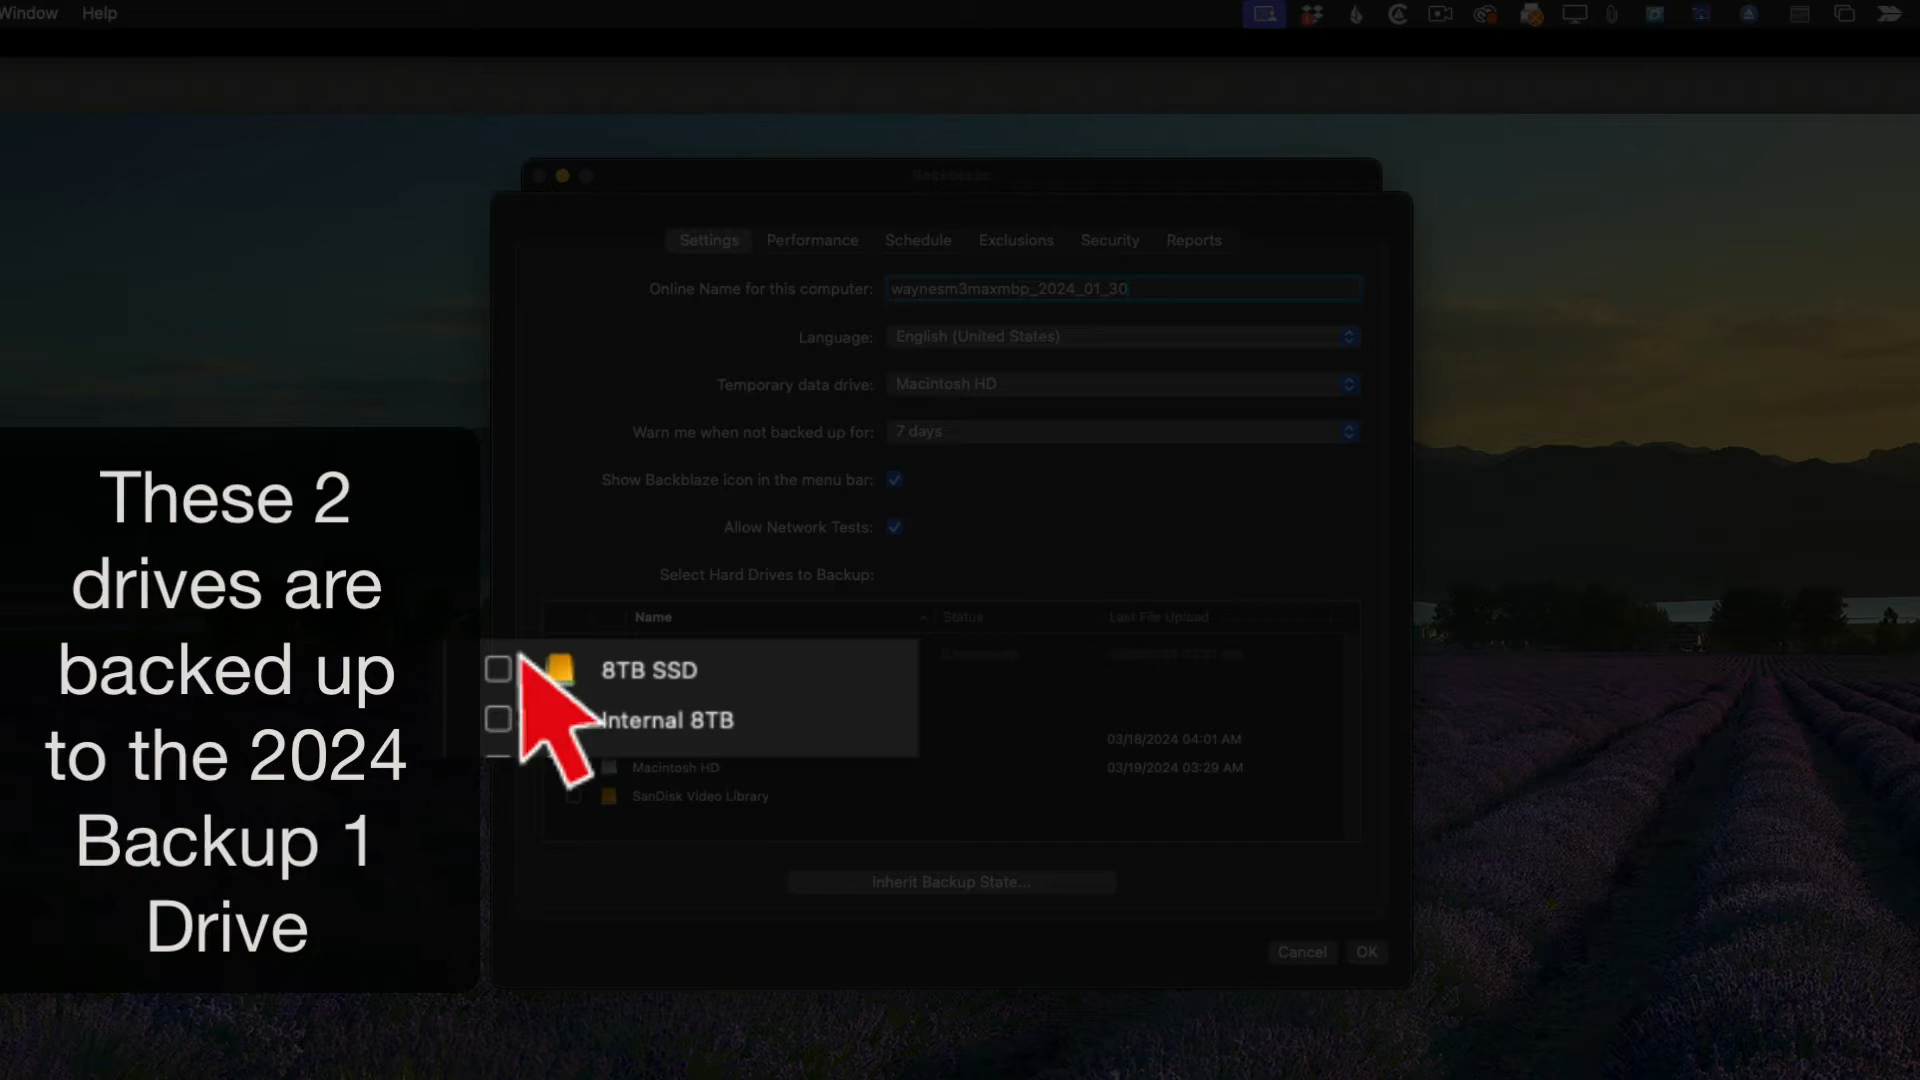 Window Help
Settings Performance Schedule Exclusions Security Reports
Online Name for this computer: waynesm3maxmbp_2024_01_30
Language: English (United States)
Temporary data drive: Macintosh HD
Warn me when not backed up for: 7 days
Show Backblaze icon in the menu bar:
Allow Network Tests:
Select Hard Drives to Backup:
Name Status Last File Upload
8TB SSD
Internal 8TB
03/18/2024 04:01 AM
Macintosh HD 03/19/2024 03:29 AM
SanDisk Video Library
Inherit Backup State...
Cancel OK
These 2
drives are
backed up
to the 2024
Backup 1
Drive